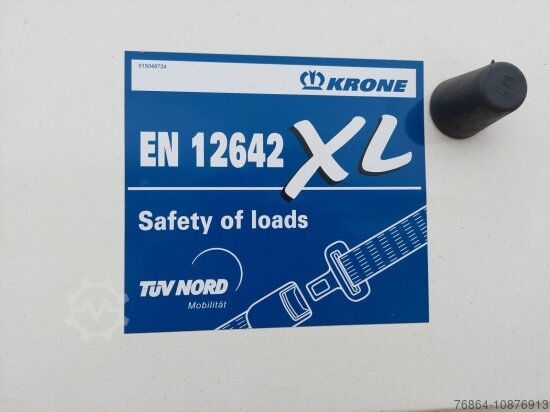 515048724
KRONE
EN 12642 XL
Safety of loads
TÜV NORD
Mobilität
76864-10876913